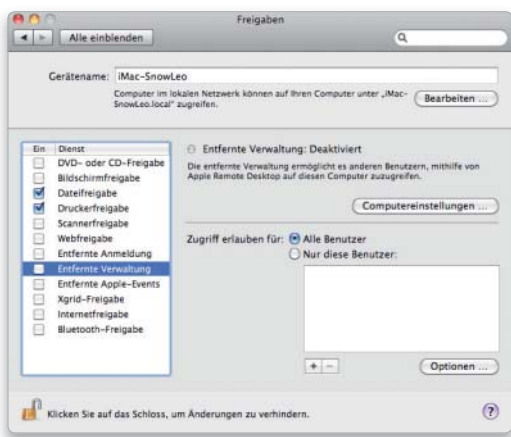 Freigaben
Alle einblenden
Gerätename: iMac-SnowLeo
Computer im lokalen Netzwerk können auf Ihren Computer unter „iMac-
SnowLeo.local“ zugreifen.
Bearbeiten ...
Ein Dienst
DVD- oder CD-Freigabe
Bildschirmfreigabe
Dateifreigabe
Druckerfreigabe
Scannerfreigabe
Webfreigabe
Entfernte Anmeldung
Entfernte Verwaltung
Entfernte Apple-Events
Xgrid-Freigabe
Internetfreigabe
Bluetooth-Freigabe
Entfernte Verwaltung: Deaktiviert
Die entfernte Verwaltung ermöglicht es anderen Benutzern, mithilfe von
Apple Remote Desktop auf diesen Computer zuzugreifen.
Computereinstellungen ...
Zugriff erlauben für: Alle Benutzer
Nur diese Benutzer:
+ −
Optionen ...
Klicken Sie auf das Schloss, um Änderungen zu verhindern.
?